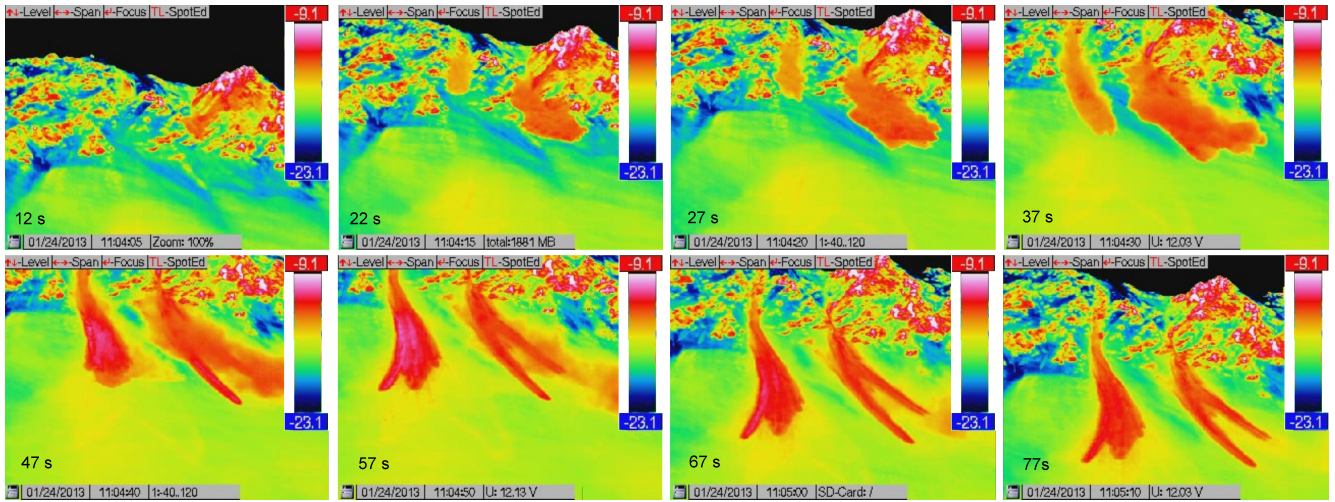 ↑↓-Level ←→-Span ↵-Focus TL-SpotEd -9.1
-23.1
12 s
01/24/2013 11:04:05 Zoom: 100%
↑↓-Level ←→-Span ↵-Focus TL-SpotEd -9.1
-23.1
22 s
01/24/2013 11:04:15 total:1881 MB
↑↓-Level ←→-Span ↵-Focus TL-SpotEd -9.1
-23.1
27 s
01/24/2013 11:04:20 1:-40..120
↑↓-Level ←→-Span ↵-Focus TL-SpotEd -9.1
-23.1
37 s
01/24/2013 11:04:30 U: 12.03 V
↑↓-Level ←→-Span ↵-Focus TL-SpotEd -9.1
-23.1
47 s
01/24/2013 11:04:40 1:-40..120
↑↓-Level ←→-Span ↵-Focus TL-SpotEd -9.1
-23.1
57 s
01/24/2013 11:04:50 U: 12.13 V
↑↓-Level ←→-Span ↵-Focus TL-SpotEd -9.1
-23.1
67 s
01/24/2013 11:05:00 SD-Card: /
↑↓-Level ←→-Span ↵-Focus TL-SpotEd -9.1
-23.1
77s
01/24/2013 11:05:10 U: 12.03 V